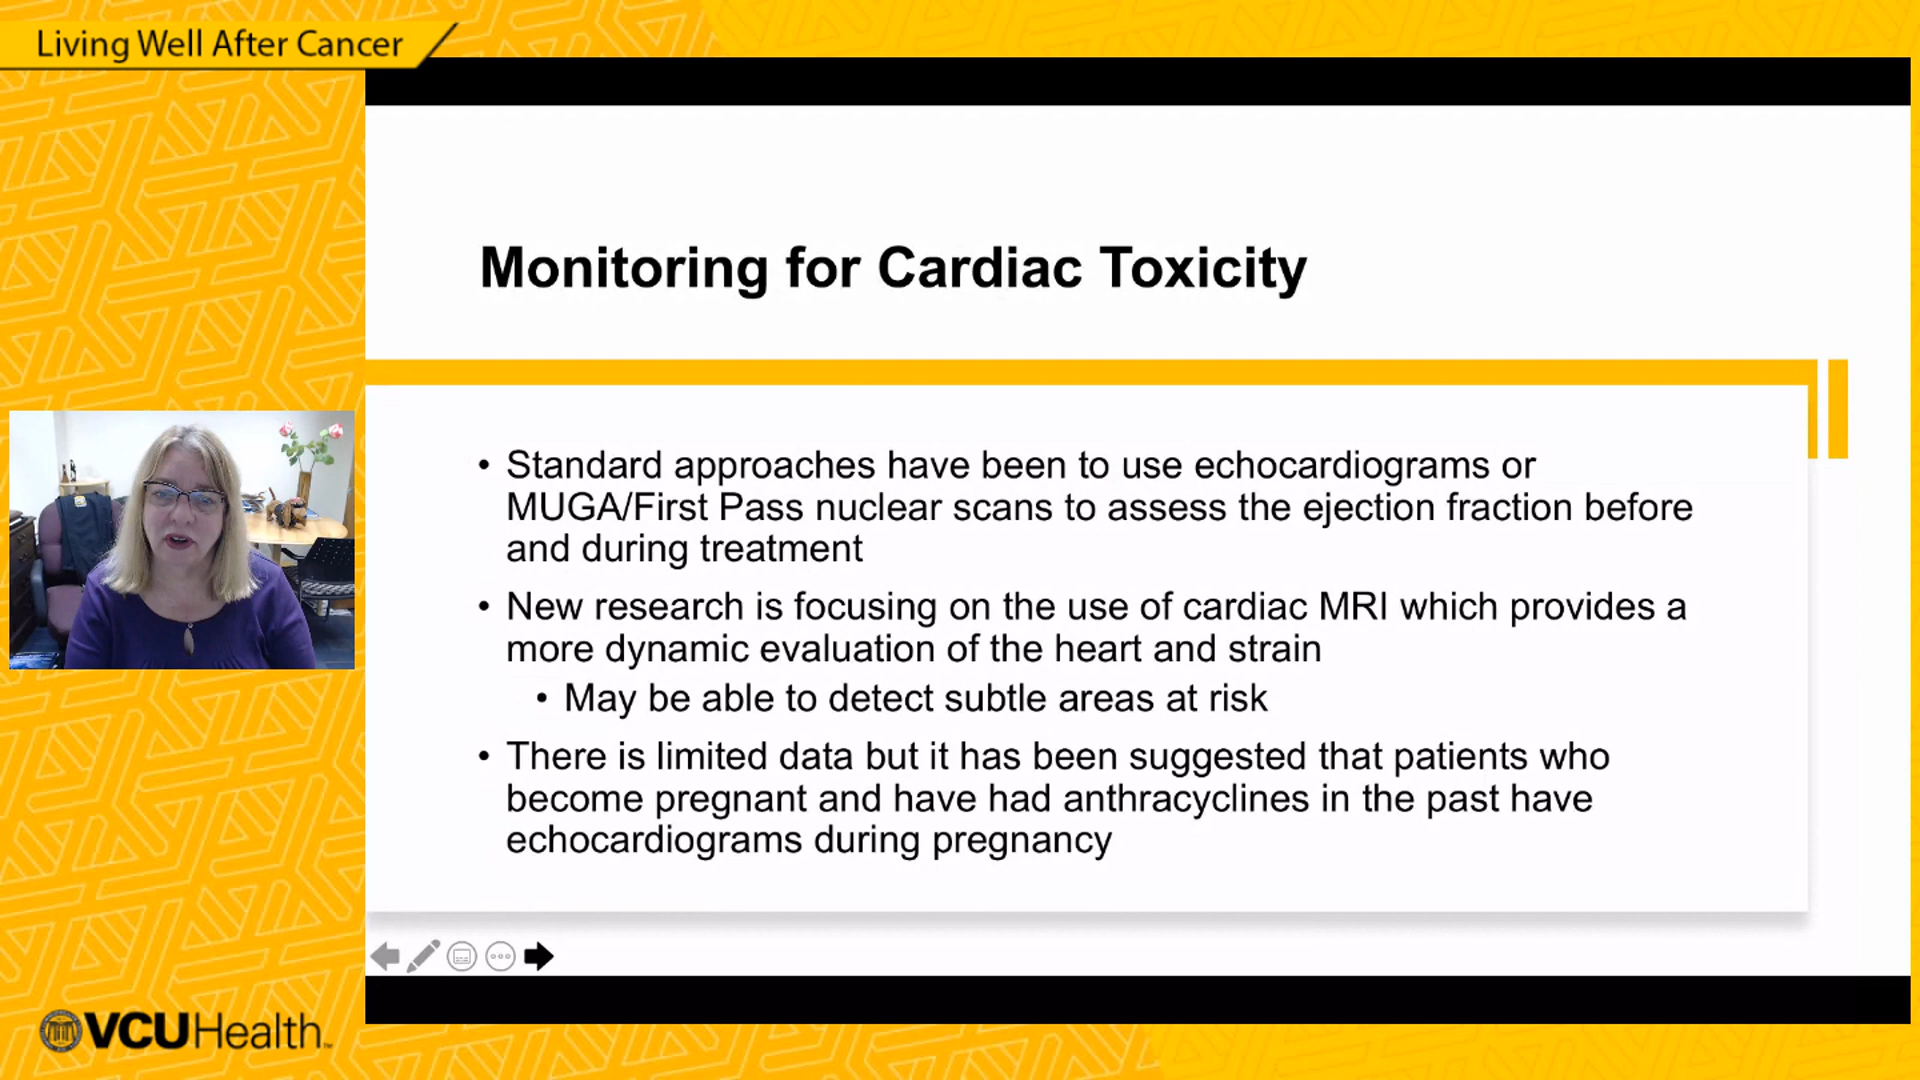 Living Well After Cancer
Monitoring for Cardiac Toxicity
• Standard approaches have been to use echocardiograms or
MUGA/First Pass nuclear scans to assess the ejection fraction before
and during treatment
• New research is focusing on the use of cardiac MRI which provides a
more dynamic evaluation of the heart and strain
• May be able to detect subtle areas at risk
• There is limited data but it has been suggested that patients who
become pregnant and have had anthracyclines in the past have
echocardiograms during pregnancy
VCUHealth™